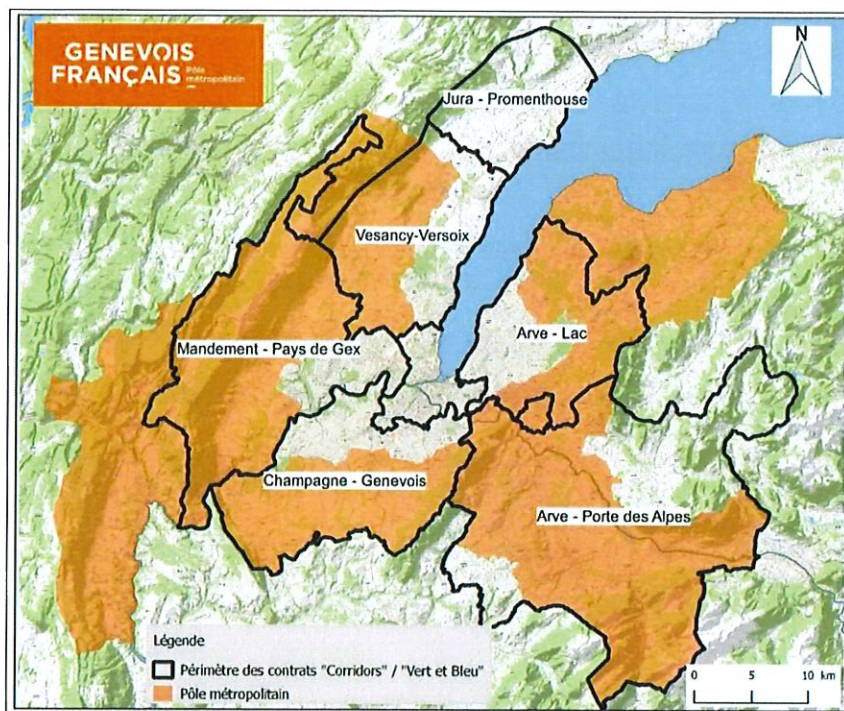 GENEVOIS
FRANÇAIS Pôle
métropolitain
N
Jura - Promenthouse
Vesancy-Versoix
Arve - Lac
Mandement - Pays de Gex
Champagne - Genevois
Arve - Porte des Alpes
Légende
Périmètre des contrats "Corridors" / "Vert et Bleu"
Pôle métropolitain
0 5 10 km